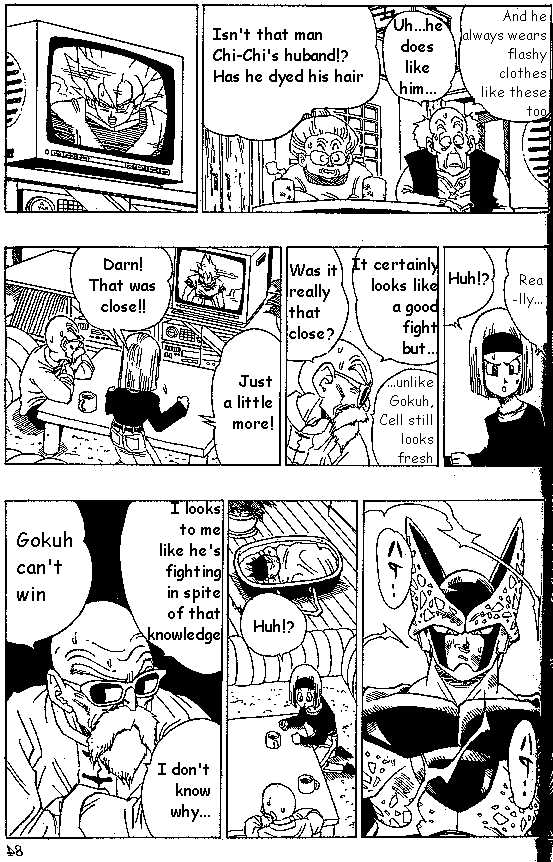 Isn't that man
Chi-Chi's huband!?
Has he dyed his hair
Uh...he
does
like
him...
And he
always wears
flashy
clothes
like these
too
Darn!
That was
close!!
Just
a little
more!
Was it
really
that
close?
It certainly
looks like
a good
fight
but...
...unlike
Gokuh,
Cell still
looks
fresh
Huh!?
Rea
-lly...
Gokuh
can't
win
I looks
to me
like he's
fighting
in spite
of that
knowledge
I don't
know
why...
Huh!?
48